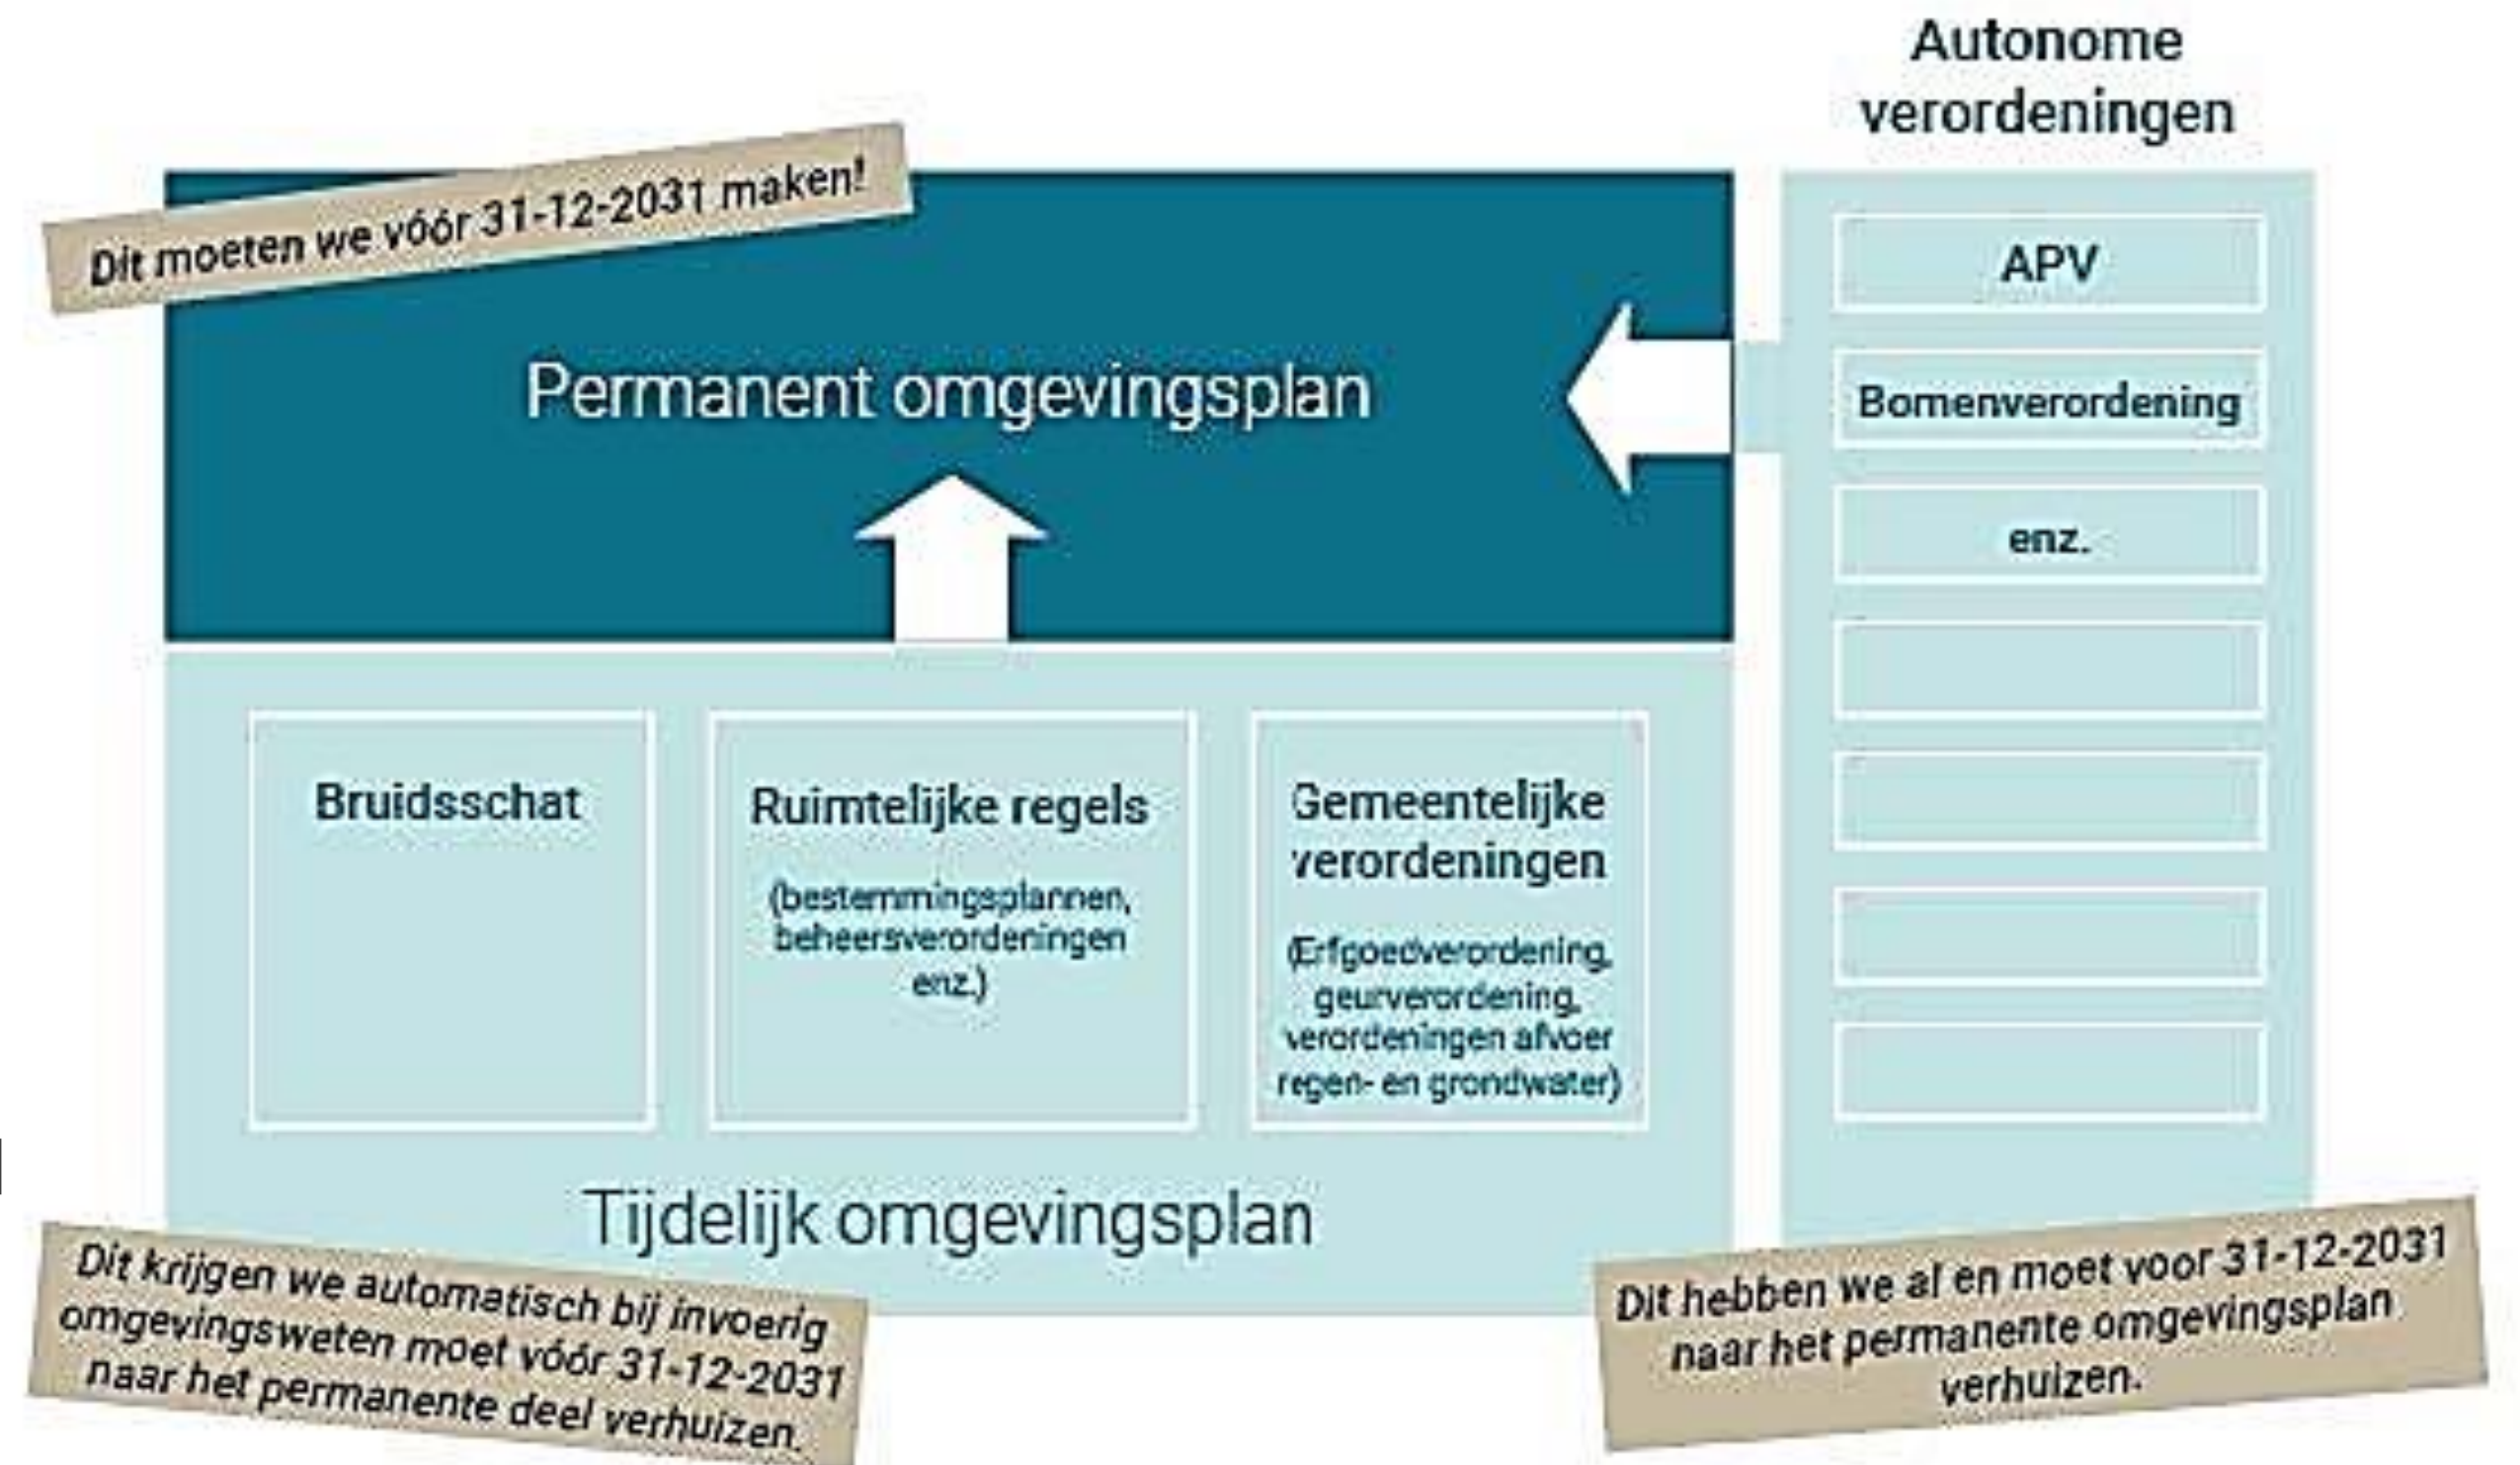 Autonome
verordeningen
Dit moeten we vóór 31-12-2031 maken!
Permanent omgevingsplan
APV
Bomenverordening
enz.
Bruidsschat
Ruimtelijke regels
(bestemmingsplannen,
beheersverordeningen
enz.)
Gemeentelijke
verordeningen
(Erfgoedverordening,
geurverordening,
verordeningen afvoer
regen- en grondwater)
Tijdelijk omgevingsplan
Dit krijgen we automatisch bij invoerig
omgevingsweten moet vóór 31-12-2031
naar het permanente deel verhuizen.
Dit hebben we al en moet voor 31-12-2031
naar het permanente omgevingsplan
verhuizen.